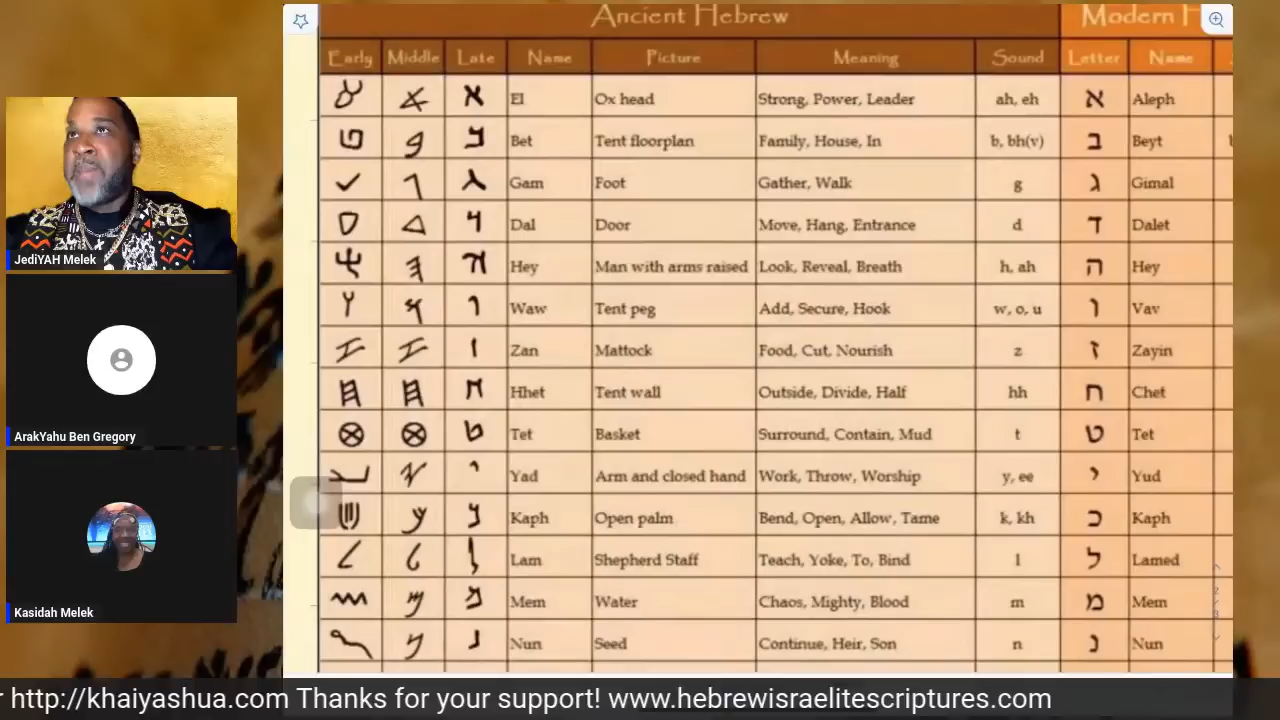 Ancient Hebrew
Modern H
Early Middle Late Name Picture Meaning Sound Letter Name
El Ox head Strong, Power, Leader ah, eh א Aleph
Bet Tent floorplan Family, House, In b, bh(v) ב Beyt
Gam Foot Gather, Walk g ג Gimal
Dal Door Move, Hang, Entrance d ד Dalet
Hey Man with arms raised Look, Reveal, Breath h, ah ה Hey
Waw Tent peg Add, Secure, Hook w, o, u ו Vav
Zan Mattock Food, Cut, Nourish z ז Zayin
Hhet Tent wall Outside, Divide, Half hh ח Chet
Tet Basket Surround, Contain, Mud t ט Tet
Yad Arm and closed hand Work, Throw, Worship y, ee י Yud
Kaph Open palm Bend, Open, Allow, Tame k, kh כ Kaph
Lam Shepherd Staff Teach, Yoke, To, Bind l ל Lamed
Mem Water Chaos, Mighty, Blood m מ Mem
Nun Seed Continue, Heir, Son n נ Nun
JediYAH Melek
ArakYahu Ben Gregory
Kasidah Melek
http://khaiyashua.com Thanks for your support! www.hebrewisraelitescriptures.com